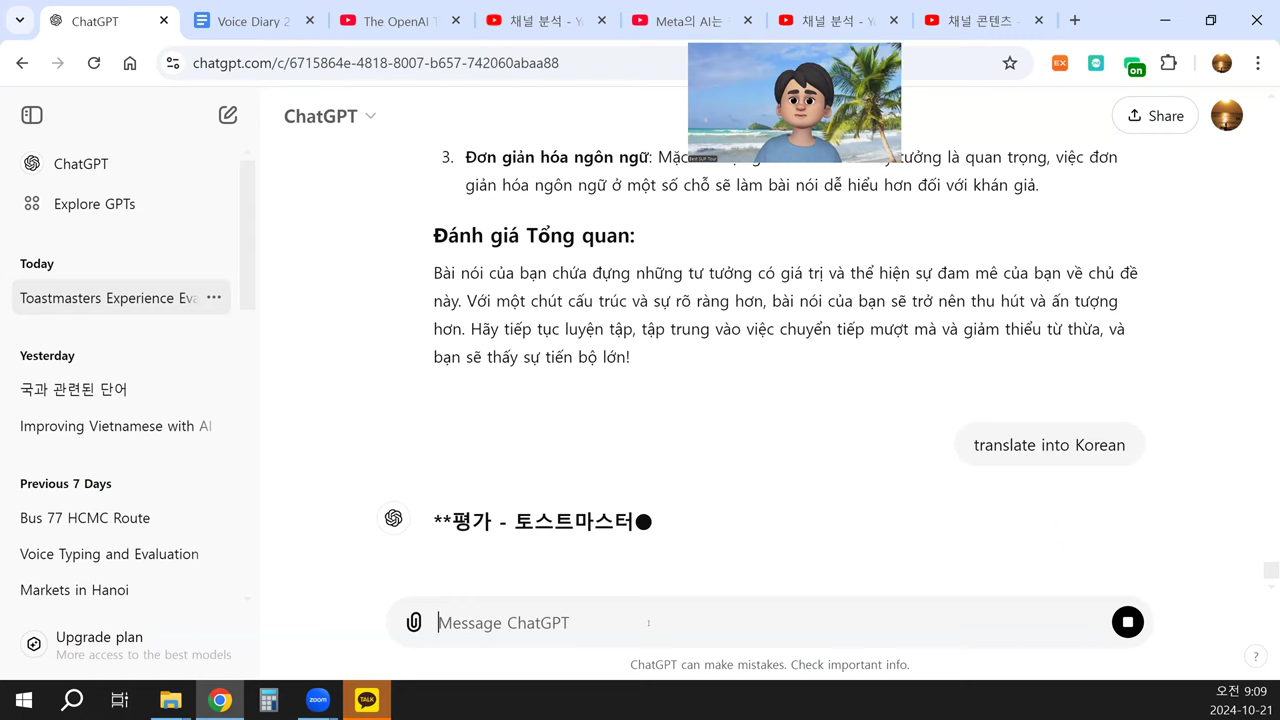 ChatGPT
Voice Diary 2
The OpenAI T
채널 분석 - Y
Meta의 AI는
채널 분석 - Y
채널 콘텐츠 -
chatgpt.com/c/6715864e-4818-8007-b657-742060abaa88
EX
on
ChatGPT
Share
ChatGPT
Explore GPTs
Today
Toastmasters Experience Eva
Yesterday
국과 관련된 단어
Improving Vietnamese with AI
Previous 7 Days
Bus 77 HCMC Route
Voice Typing and Evaluation
Markets in Hanoi
Upgrade plan
More access to the best models
3. Đơn giản hóa ngôn ngữ: Mặc tưởng là quan trọng, việc đơn
giản hóa ngôn ngữ ở một số chỗ sẽ làm bài nói dễ hiểu hơn đối với khán giả.
Đánh giá Tổng quan:
Bài nói của bạn chứa đựng những tư tưởng có giá trị và thể hiện sự đam mê của bạn về chủ đề
này. Với một chút cấu trúc và sự rõ ràng hơn, bài nói của bạn sẽ trở nên thu hút và ấn tượng
hơn. Hãy tiếp tục luyện tập, tập trung vào việc chuyển tiếp mượt mà và giảm thiểu từ thừa, và
bạn sẽ thấy sự tiến bộ lớn!
translate into Korean
**평가 - 토스트마스터
Message ChatGPT
ChatGPT can make mistakes. Check important info.
?
zoom
TALK
오전 9:09
2024-10-21